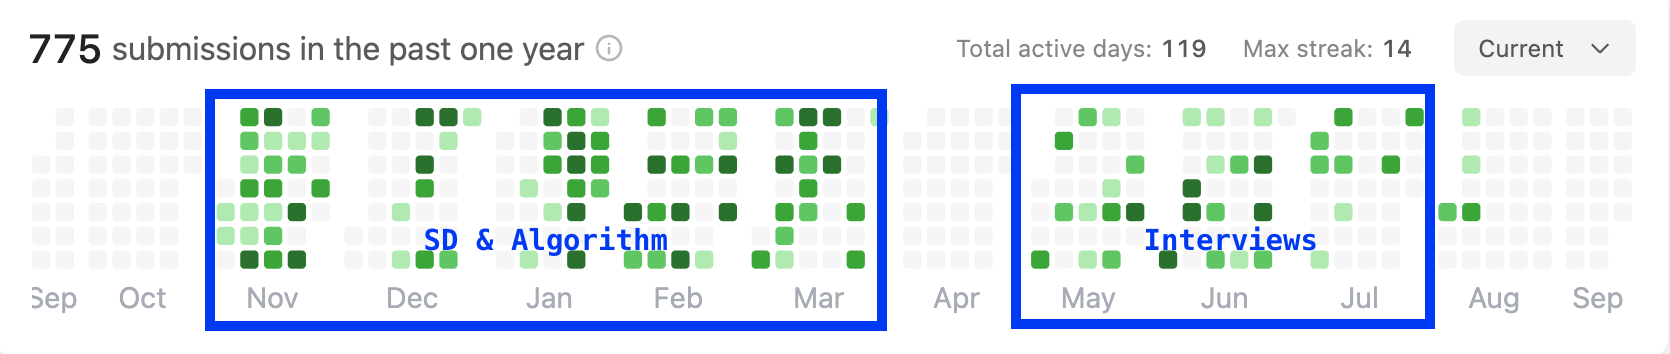 775 submissions in the past one year
Total active days: 119 Max streak: 14 Current
SD & Algorithm
Interviews
Sep Oct Nov Dec Jan Feb Mar Apr May Jun Jul Aug Sep